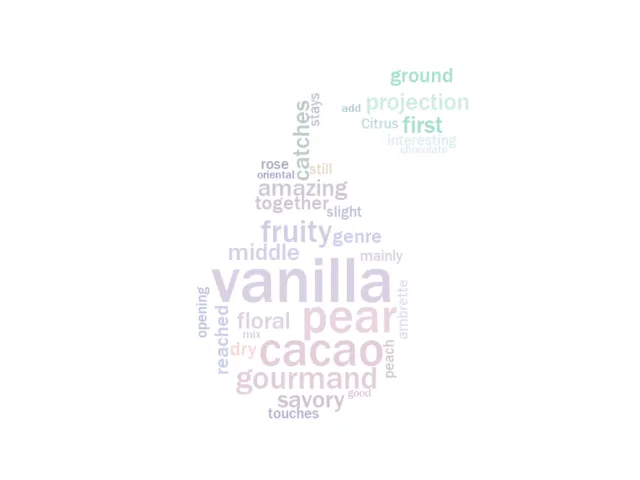 ground
projection
add
Citrus
first
interesting
chocolate
stays
catches
rose
still
oriental
amazing
together
slight
fruity
genre
middle
mainly
vanilla
opening
ambrette
reached
floral
pear
mix
dry
cacao
peach
gourmand
savory
good
touches